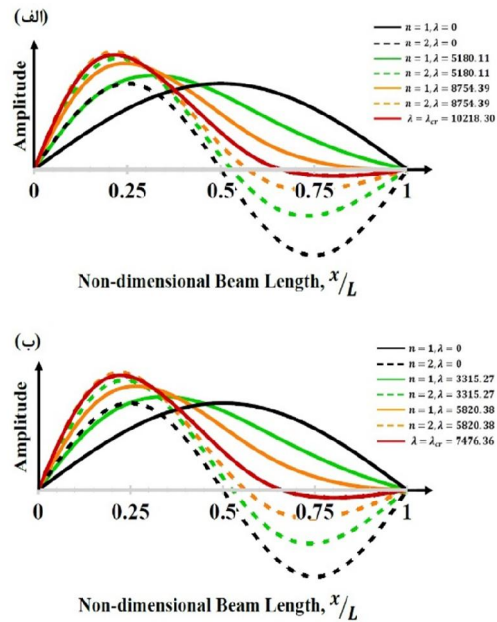 (الف)
Amplitude
n = 1, λ = 0
n = 2, λ = 0
n = 1, λ = 5180.11
n = 2, λ = 5180.11
n = 1, λ = 8754.39
n = 2, λ = 8754.39
λ = λcr = 10218.30
0 0.25 0.5 0.75 1
Non-dimensional Beam Length, x/L
(ب)
Amplitude
n = 1, λ = 0
n = 2, λ = 0
n = 1, λ = 3315.27
n = 2, λ = 3315.27
n = 1, λ = 5820.38
n = 2, λ = 5820.38
λ = λcr = 7476.36
0 0.25 0.5 0.75 1
Non-dimensional Beam Length, x/L